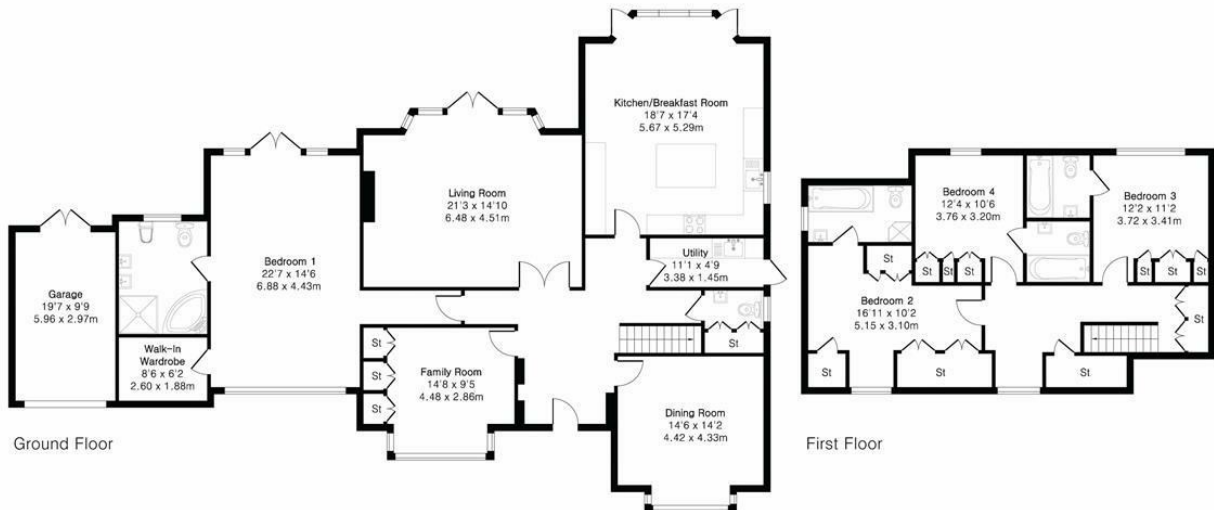 Kitchen/Breakfast Room
18'7 x 17'4
5.67 x 5.29m
Living Room
21'3 x 14'10
6.48 x 4.51m
Bedroom 1
22'7 x 14'6
6.88 x 4.43m
Utility
11'1 x 4'9
3.38 x 1.45m
Garage
19'7 x 9'9
5.96 x 2.97m
Walk-In
Wardrobe
8'6 x 6'2
2.60 x 1.88m
St
St
St
St
Family Room
14'8 x 9'5
4.48 x 2.86m
Dining Room
14'6 x 14'2
4.42 x 4.33m
Ground Floor
Bedroom 4
12'4 x 10'6
3.76 x 3.20m
Bedroom 3
12'2 x 11'2
3.72 x 3.41m
St
St
St
St
St
St
St
Bedroom 2
16'11 x 10'2
5.15 x 3.10m
St
St
St
St
First Floor